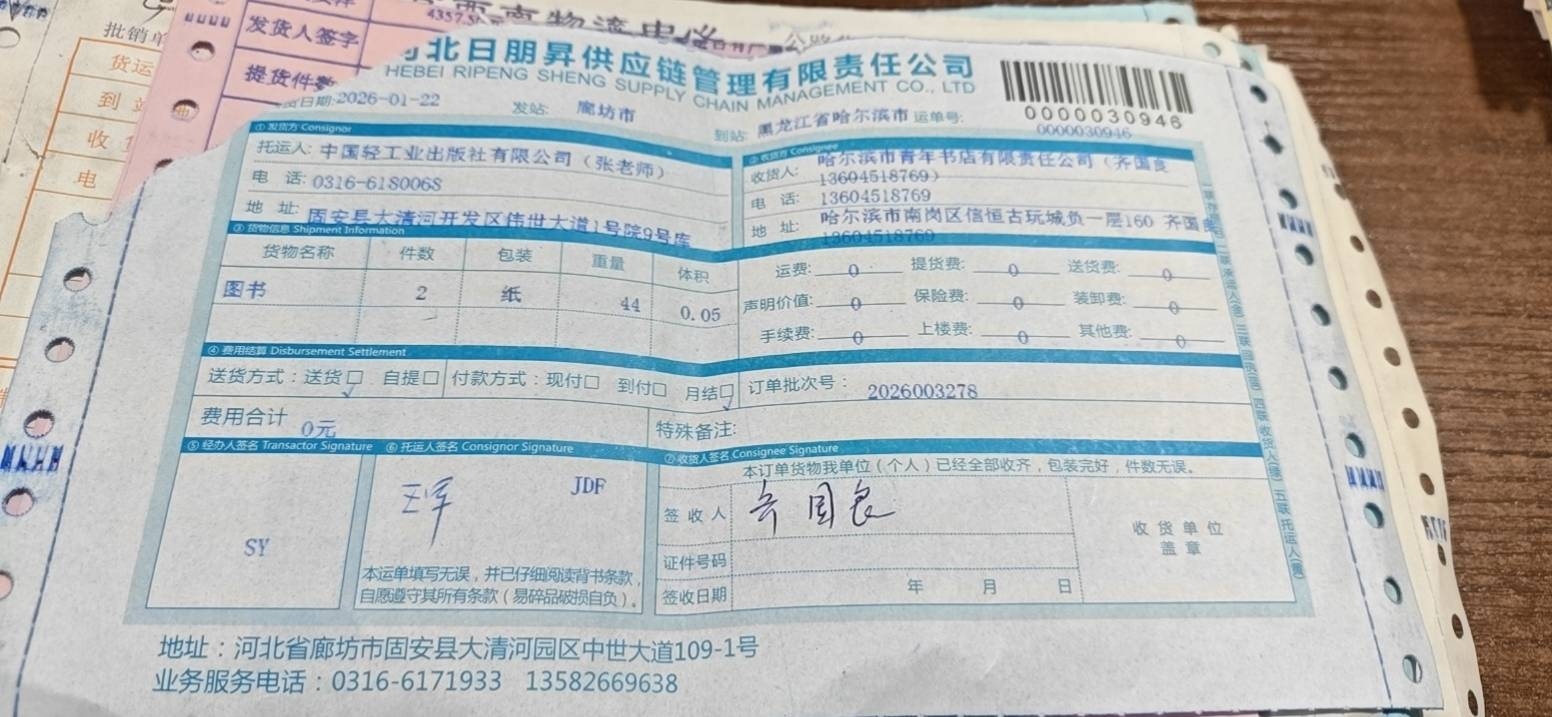 批销单
发货人签字
提货件数
货运
到
收
电
4357.5
北日朋昇供应链管理有限责任公司
HEBEI RIPENG SHENG SUPPLY CHAIN MANAGEMENT CO., LTD
0000030946
货日期:2026-01-22
发站: 廊坊市
到站: 黑龙江省哈尔滨市 运单号: 0000030946
① 发货方 Consignor
托运人: 中国轻工业出版社有限公司（张老师）
电 话: 0316-6180068
地 址: 固安县大清河开发区伟世大道1号院9号库
② 收货方 Consignee
收货人: 哈尔滨市青年书店有限责任公司（齐国良
13604518769）
电 话: 13604518769
地 址: 哈尔滨市南岗区信恒古玩城负一层160 齐国良
13604518769
③ 货物信息 Shipment Information
货物名称 件数 包装 重量 体积
图书 2 纸 44 0.05
运费: 0 提货费: 0 送货费: 0
声明价值: 0 保险费: 0 装卸费: 0
手续费: 0 上楼费: 0 其他费: 0
④ 费用结算 Disbursement Settlement
送货方式：送货☐ 自提☐ 付款方式：现付☐ 到付☐ 月结☐ 订单批次号： 2026003278
费用合计 0元 特殊备注:
⑤ 经办人签名 Transactor Signature
SY
⑥ 托运人签名 Consignor Signature
JDF
本运单填写无误，并已仔细阅读背书条款，
自愿遵守其所有条款（易碎品破损自负）。
⑦ 收货人签名 Consignee Signature
本订单货物我单位（个人）已经全部收齐，包装完好，件数无误。
签 收 人 齐国良
证件号码
签收日期 年 月 日
收 货 单 位
盖 章
地址：河北省廊坊市固安县大清河园区中世大道109-1号
业务服务电话：0316-6171933 13582669638